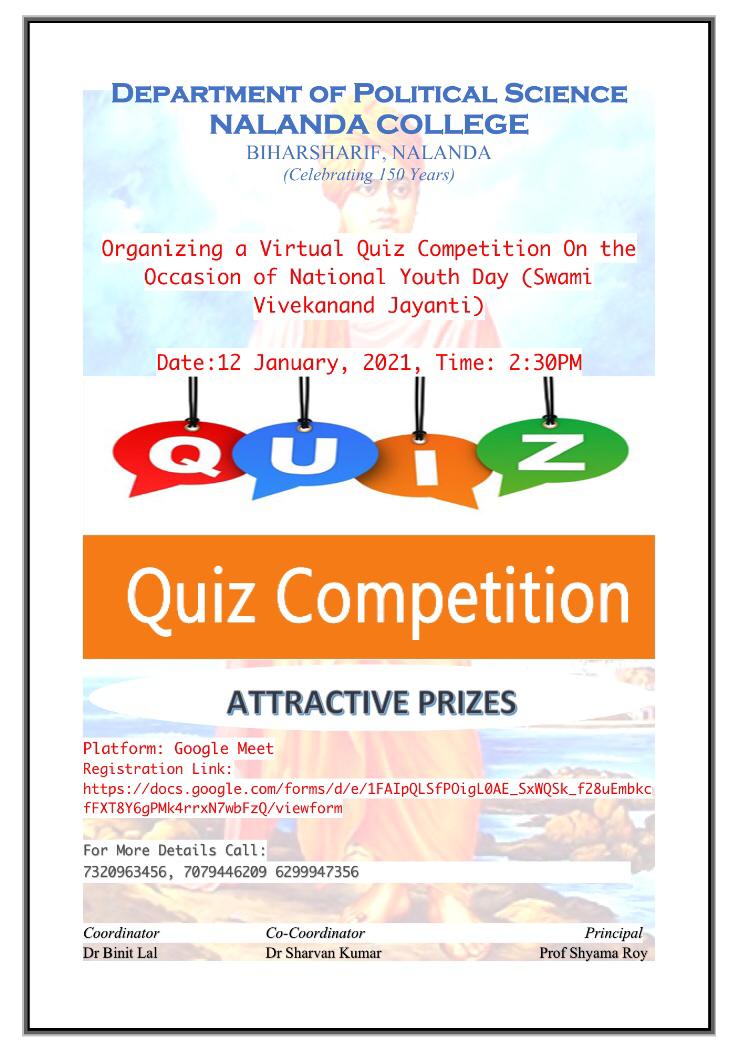 DEPARTMENT OF POLITICAL SCIENCE
NALANDA COLLEGE
BIHARSHARIF, NALANDA
(Celebrating 150 Years)
Organizing a Virtual Quiz Competition On the
Occasion of National Youth Day (Swami
Vivekanand Jayanti)
Date:12 January, 2021, Time: 2:30PM
QUIZ
Quiz Competition
ATTRACTIVE PRIZES
Platform: Google Meet
Registration Link:
https://docs.google.com/forms/d/e/1FAIpQLSfPOigL0AE_SxWQSk_f28uEmbkc
fFXT8Y6gPMk4rrxN7wbFzQ/viewform
For More Details Call:
7320963456, 7079446209 6299947356
Coordinator Co-Coordinator Principal
Dr Binit Lal Dr Sharvan Kumar Prof Shyama Roy